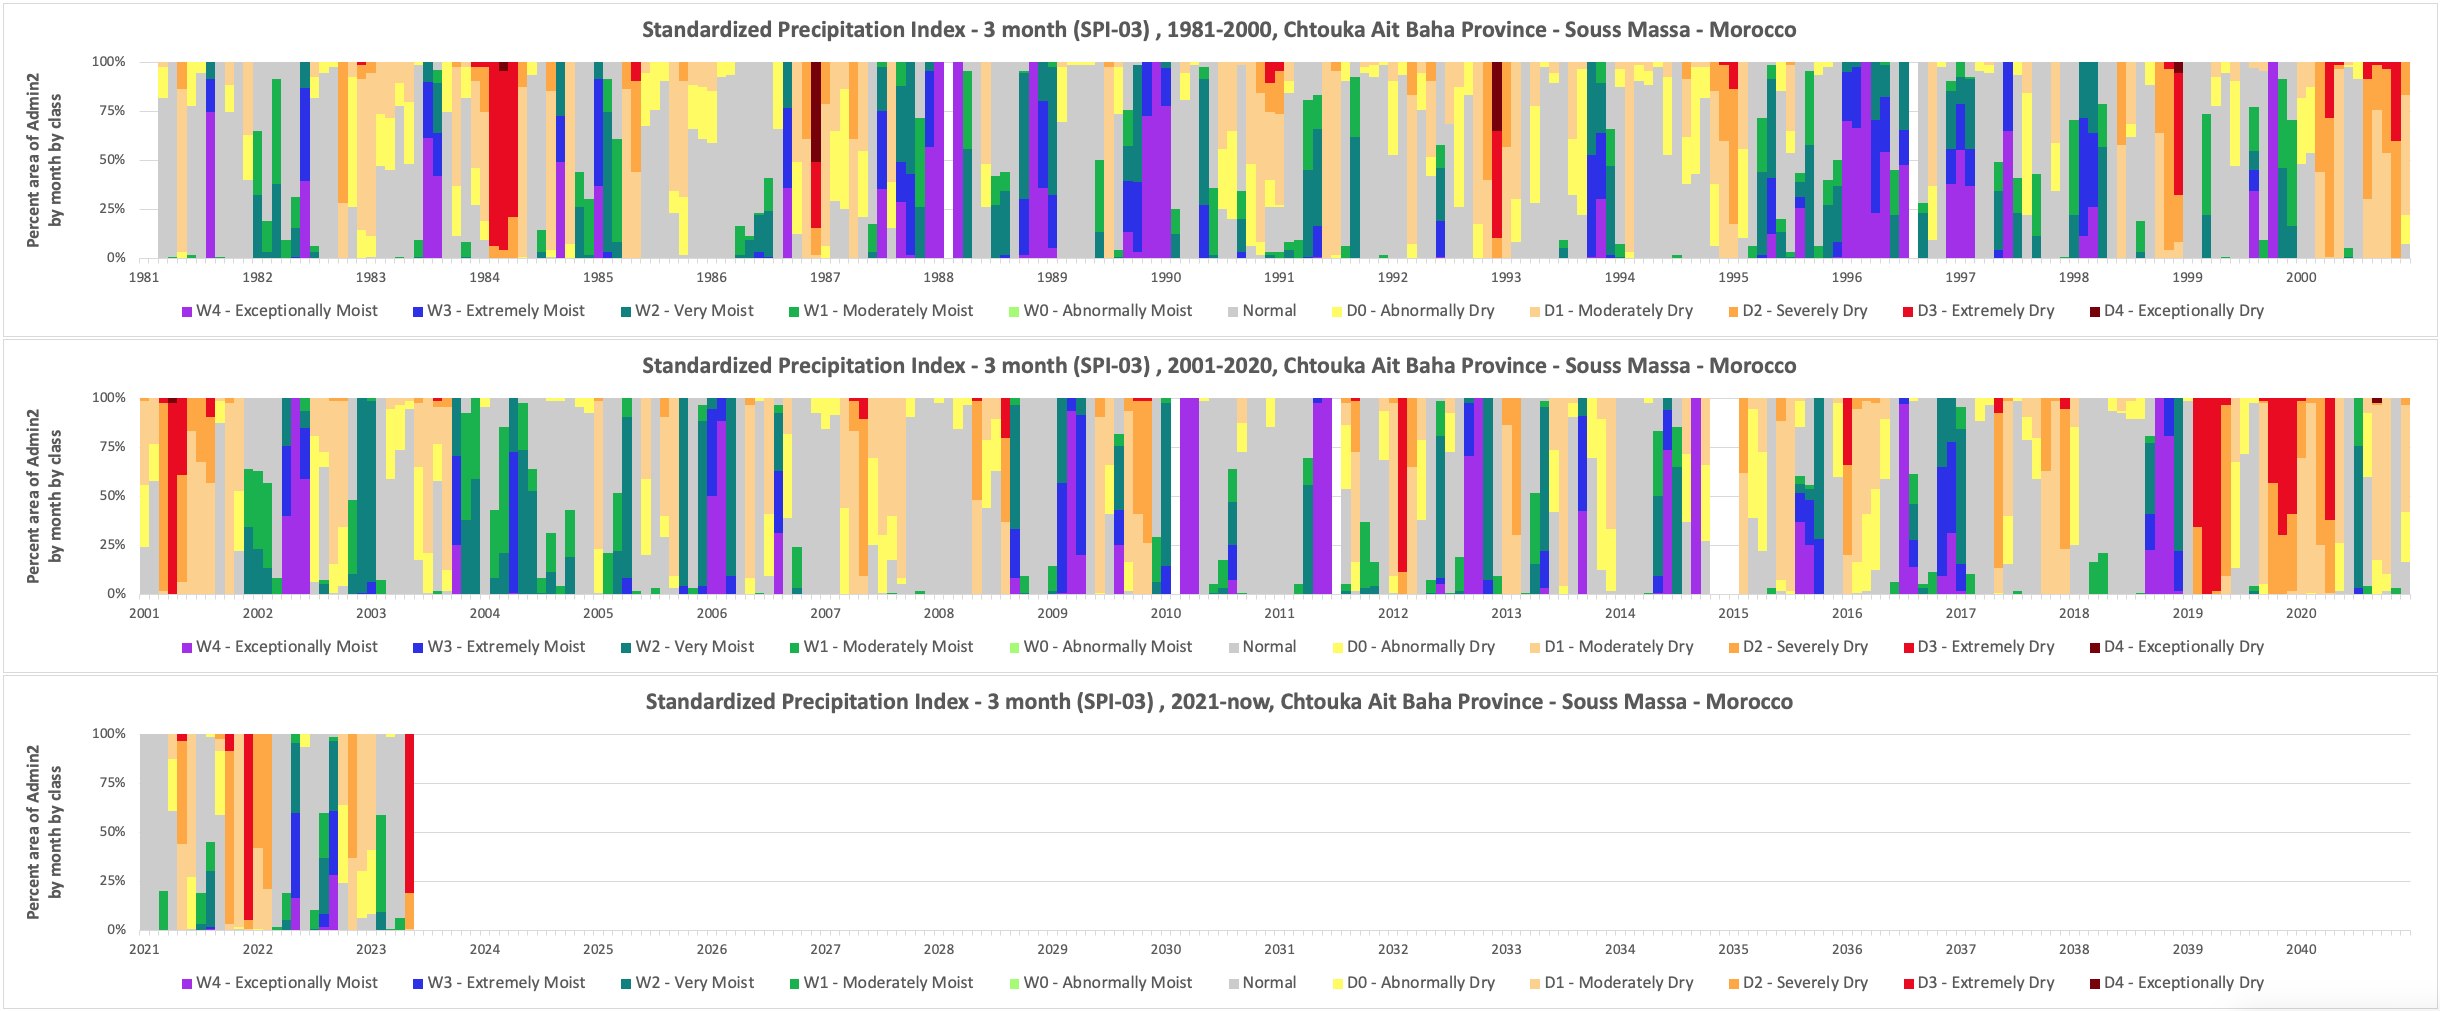 Standardized Precipitation Index - 3 month (SPI-03) , 1981-2000, Chtouka Ait Baha Province - Souss Massa - Morocco
Percent area of Admin2
by month by class
100%
75%
50%
25%
0%
1981 1982 1983 1984 1985 1986 1987 1988 1989 1990 1991 1992 1993 1994 1995 1996 1997 1998 1999 2000
W4 - Exceptionally Moist W3 - Extremely Moist W2 - Very Moist W1 - Moderately Moist W0 - Abnormally Moist Normal D0 - Abnormally Dry D1 - Moderately Dry D2 - Severely Dry D3 - Extremely Dry D4 - Exceptionally Dry
Standardized Precipitation Index - 3 month (SPI-03) , 2001-2020, Chtouka Ait Baha Province - Souss Massa - Morocco
Percent area of Admin2
by month by class
100%
75%
50%
25%
0%
2001 2002 2003 2004 2005 2006 2007 2008 2009 2010 2011 2012 2013 2014 2015 2016 2017 2018 2019 2020
W4 - Exceptionally Moist W3 - Extremely Moist W2 - Very Moist W1 - Moderately Moist W0 - Abnormally Moist Normal D0 - Abnormally Dry D1 - Moderately Dry D2 - Severely Dry D3 - Extremely Dry D4 - Exceptionally Dry
Standardized Precipitation Index - 3 month (SPI-03) , 2021-now, Chtouka Ait Baha Province - Souss Massa - Morocco
Percent area of Admin2
by month by class
100%
75%
50%
25%
0%
2021 2022 2023 2024 2025 2026 2027 2028 2029 2030 2031 2032 2033 2034 2035 2036 2037 2038 2039 2040
W4 - Exceptionally Moist W3 - Extremely Moist W2 - Very Moist W1 - Moderately Moist W0 - Abnormally Moist Normal D0 - Abnormally Dry D1 - Moderately Dry D2 - Severely Dry D3 - Extremely Dry D4 - Exceptionally Dry